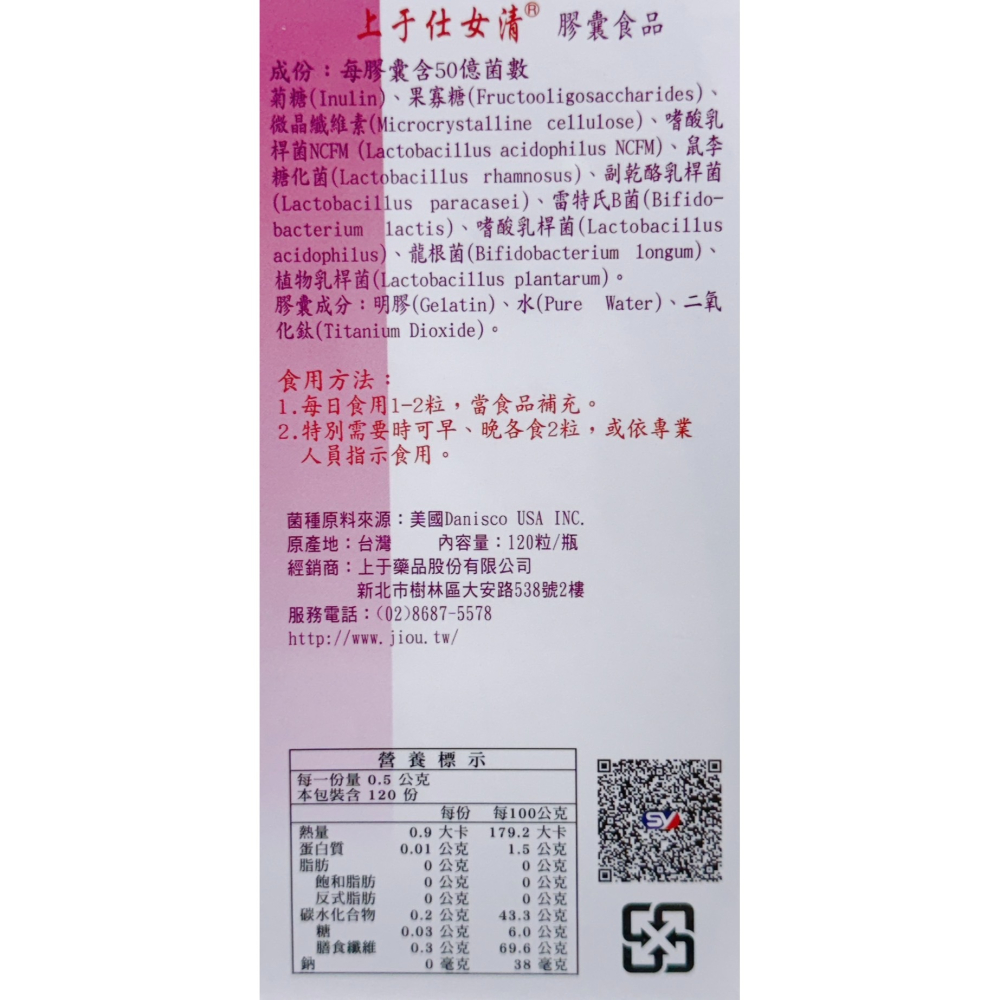 上于仕女清® 膠囊食品
成份：每膠囊含50億菌數
菊糖(Inulin)、果寡糖(Fructooligosaccharides)、
微晶纖維素(Microcrystalline cellulose)、嗜酸乳
桿菌NCFM (Lactobacillus acidophilus NCFM)、鼠李
糖化菌(Lactobacillus rhamnosus)、副乾酪乳桿菌
(Lactobacillus paracasei)、雷特氏B菌(Bifido-
bacterium lactis)、嗜酸乳桿菌(Lactobacillus
acidophilus)、龍根菌(Bifidobacterium longum)、
植物乳桿菌(Lactobacillus plantarum)。
膠囊成分：明膠(Gelatin)、水(Pure Water)、二氧
化鈦(Titanium Dioxide)。
食用方法：
1.每日食用1-2粒，當食品補充。
2.特別需要時可早、晚各食2粒，或依專業
人員指示食用。
菌種原料來源：美國Danisco USA INC.
原產地：台灣 內容量：120粒/瓶
經銷商：上于藥品股份有限公司
新北市樹林區大安路538號2樓
服務電話：(02)8687-5578
http://www.jiou.tw/
營養標示
每一份量 0.5 公克
本包裝含 120 份
每份 每100公克
熱量 0.9 大卡 179.2 大卡
蛋白質 0.01 公克 1.5 公克
脂肪 0 公克 0 公克
飽和脂肪 0 公克 0 公克
反式脂肪 0 公克 0 公克
碳水化合物 0.2 公克 43.3 公克
糖 0.03 公克 6.0 公克
膳食纖維 0.3 公克 69.6 公克
鈉 0 毫克 38 毫克
SY